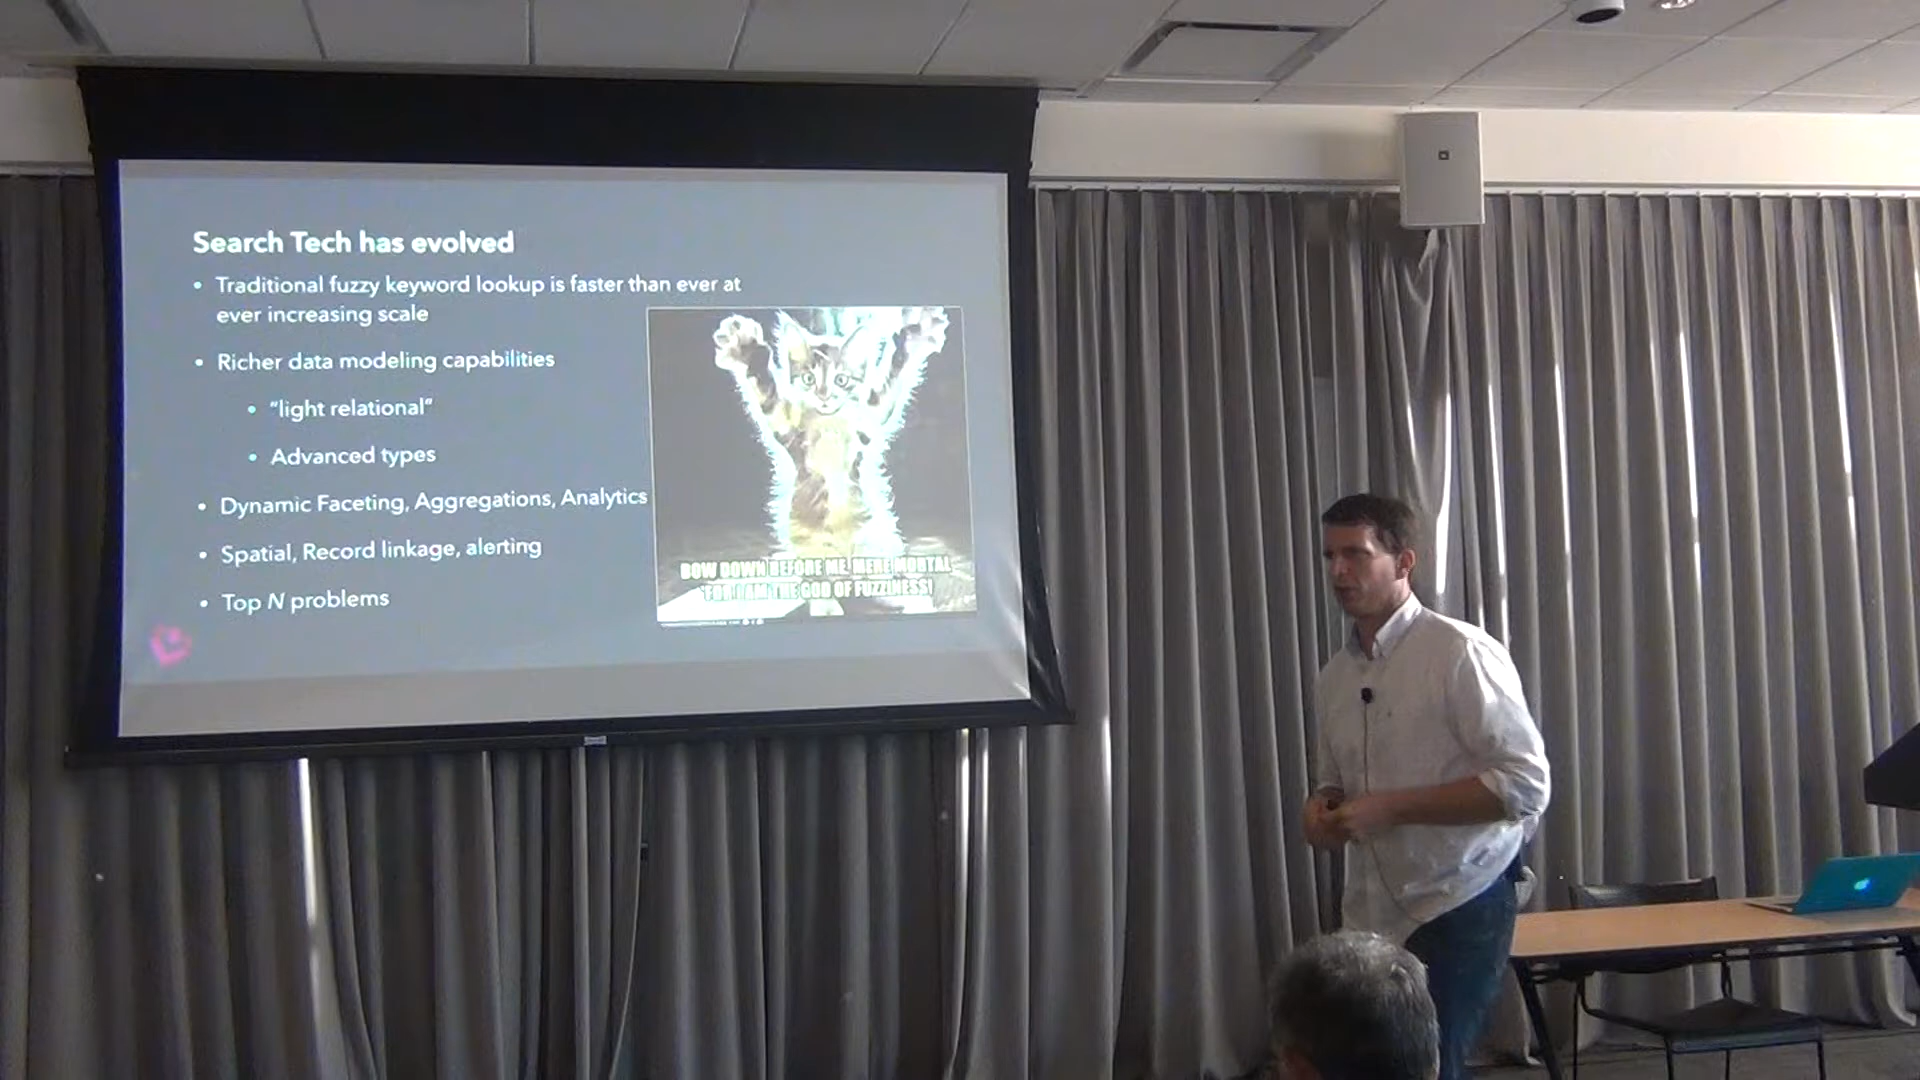 Search Tech has evolved
• Traditional fuzzy keyword lookup is faster than ever at
ever increasing scale
• Richer data modeling capabilities
• "light relational"
• Advanced types
• Dynamic Faceting, Aggregations, Analytics
• Spatial, Record linkage, alerting
• Top N problems
BOW DOWN BEFORE ME, MERE MORTAL
FOR I AM THE GOD OF FUZZINESS!